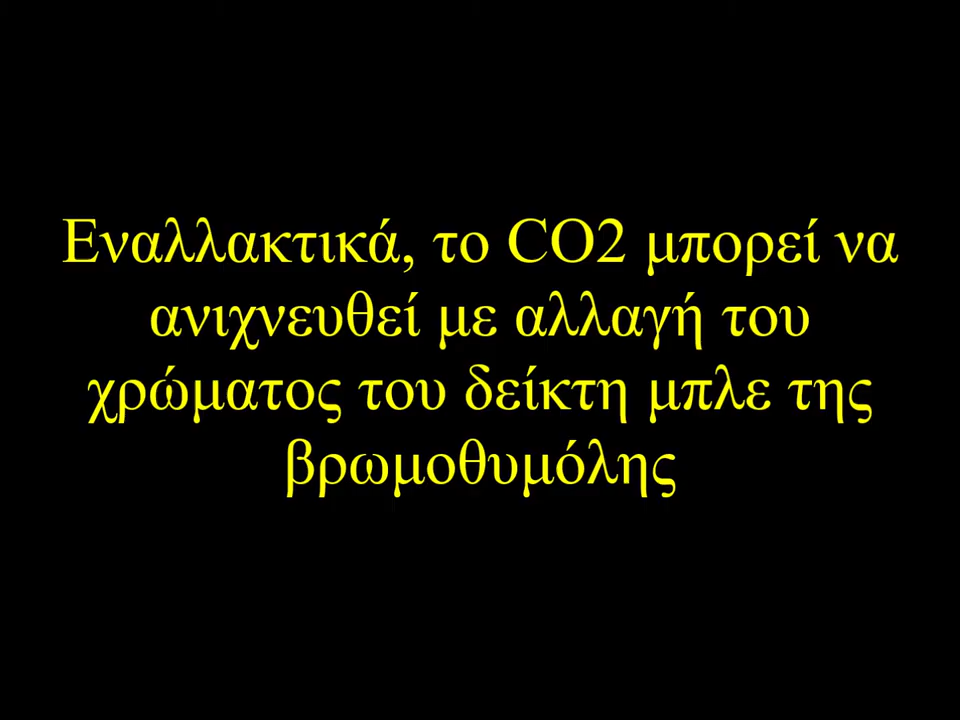 Εναλλακτικά, το CO2 μπορεί να
ανιχνευθεί με αλλαγή του
χρώματος του δείκτη μπλε της
βρωμοθυμόλης